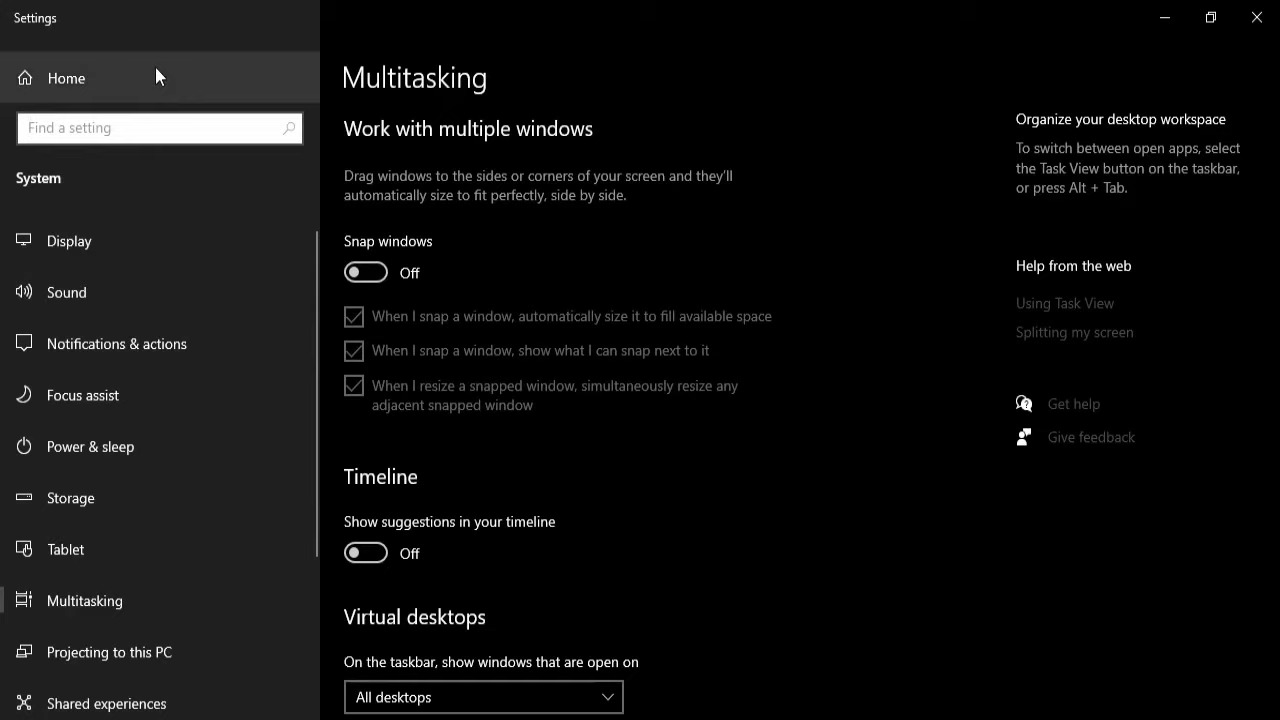 Settings
Home
Find a setting
System
Display
Sound
Notifications & actions
Focus assist
Power & sleep
Storage
Tablet
Multitasking
Projecting to this PC
Shared experiences
Multitasking
Work with multiple windows
Drag windows to the sides or corners of your screen and they'll
automatically size to fit perfectly, side by side.
Snap windows
Off
When I snap a window, automatically size it to fill available space
When I snap a window, show what I can snap next to it
When I resize a snapped window, simultaneously resize any
adjacent snapped window
Timeline
Show suggestions in your timeline
Off
Virtual desktops
On the taskbar, show windows that are open on
All desktops
Organize your desktop workspace
To switch between open apps, select
the Task View button on the taskbar,
or press Alt + Tab.
Help from the web
Using Task View
Splitting my screen
Get help
Give feedback